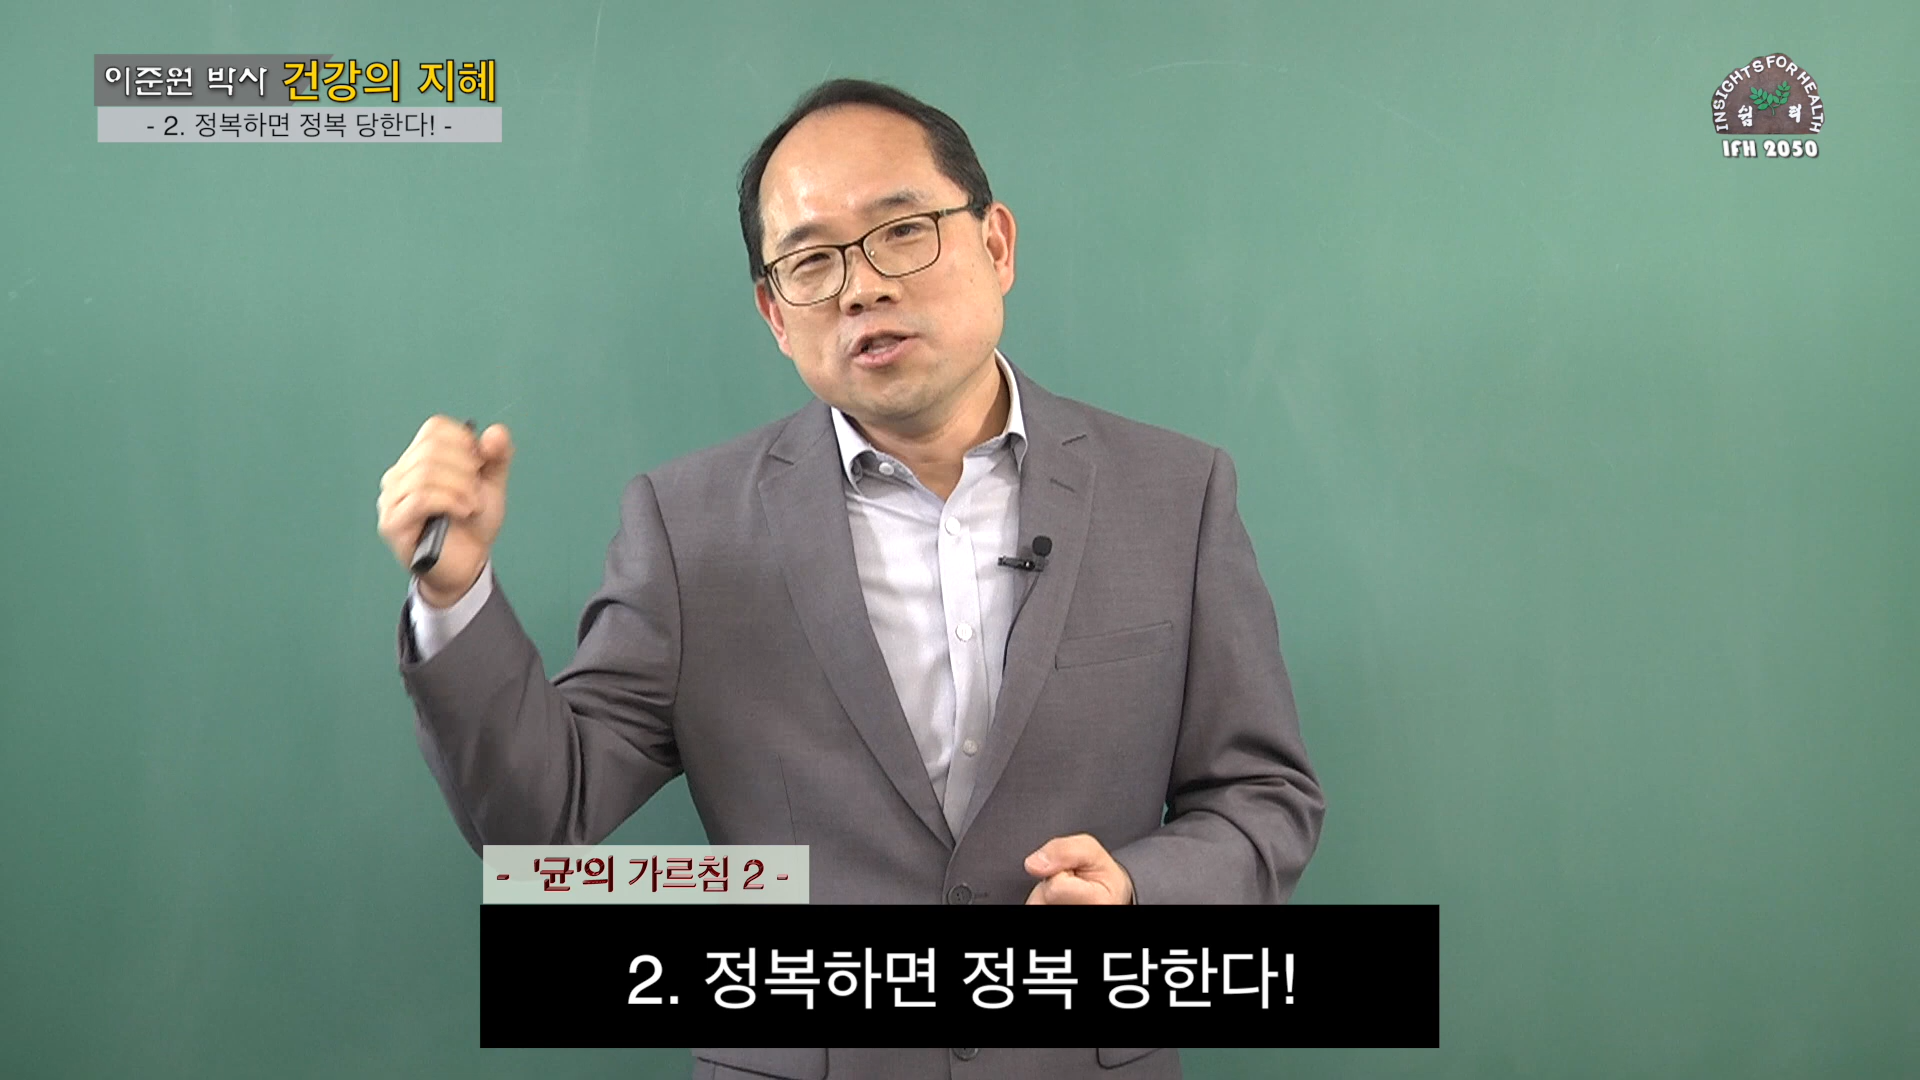 이준원 박사 건강의 지혜
- 2. 정복하면 정복 당한다! -
INSIGHTS FOR HEALTH
쉼 터
IFH 2050
- '균'의 가르침 2 -
2. 정복하면 정복 당한다!